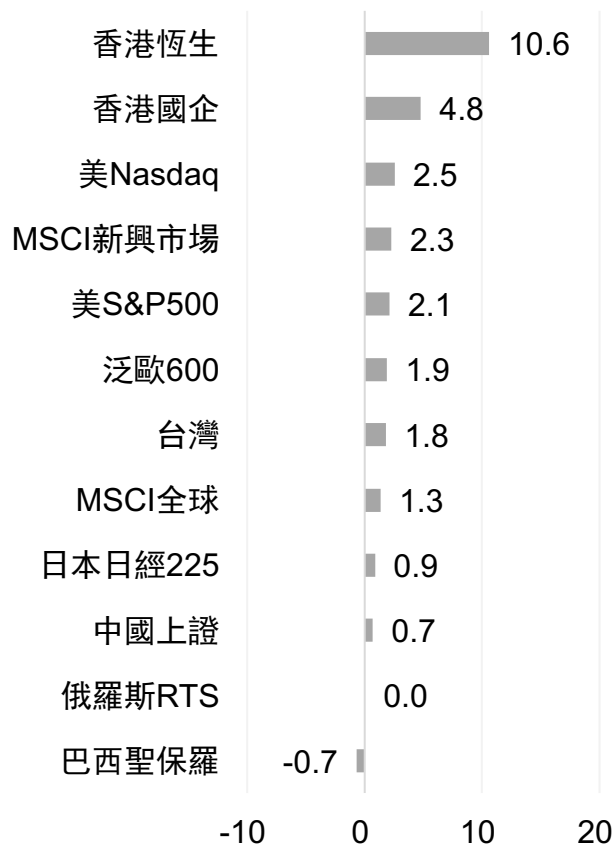 香港恆生 10.6
香港國企 4.8
美Nasdaq 2.5
MSCI新興市場 2.3
美S&P500 2.1
泛歐600 1.9
台灣 1.8
MSCI全球 1.3
日本日經225 0.9
中國上證 0.7
俄羅斯RTS 0.0
巴西聖保羅 -0.7
-10 0 10 20